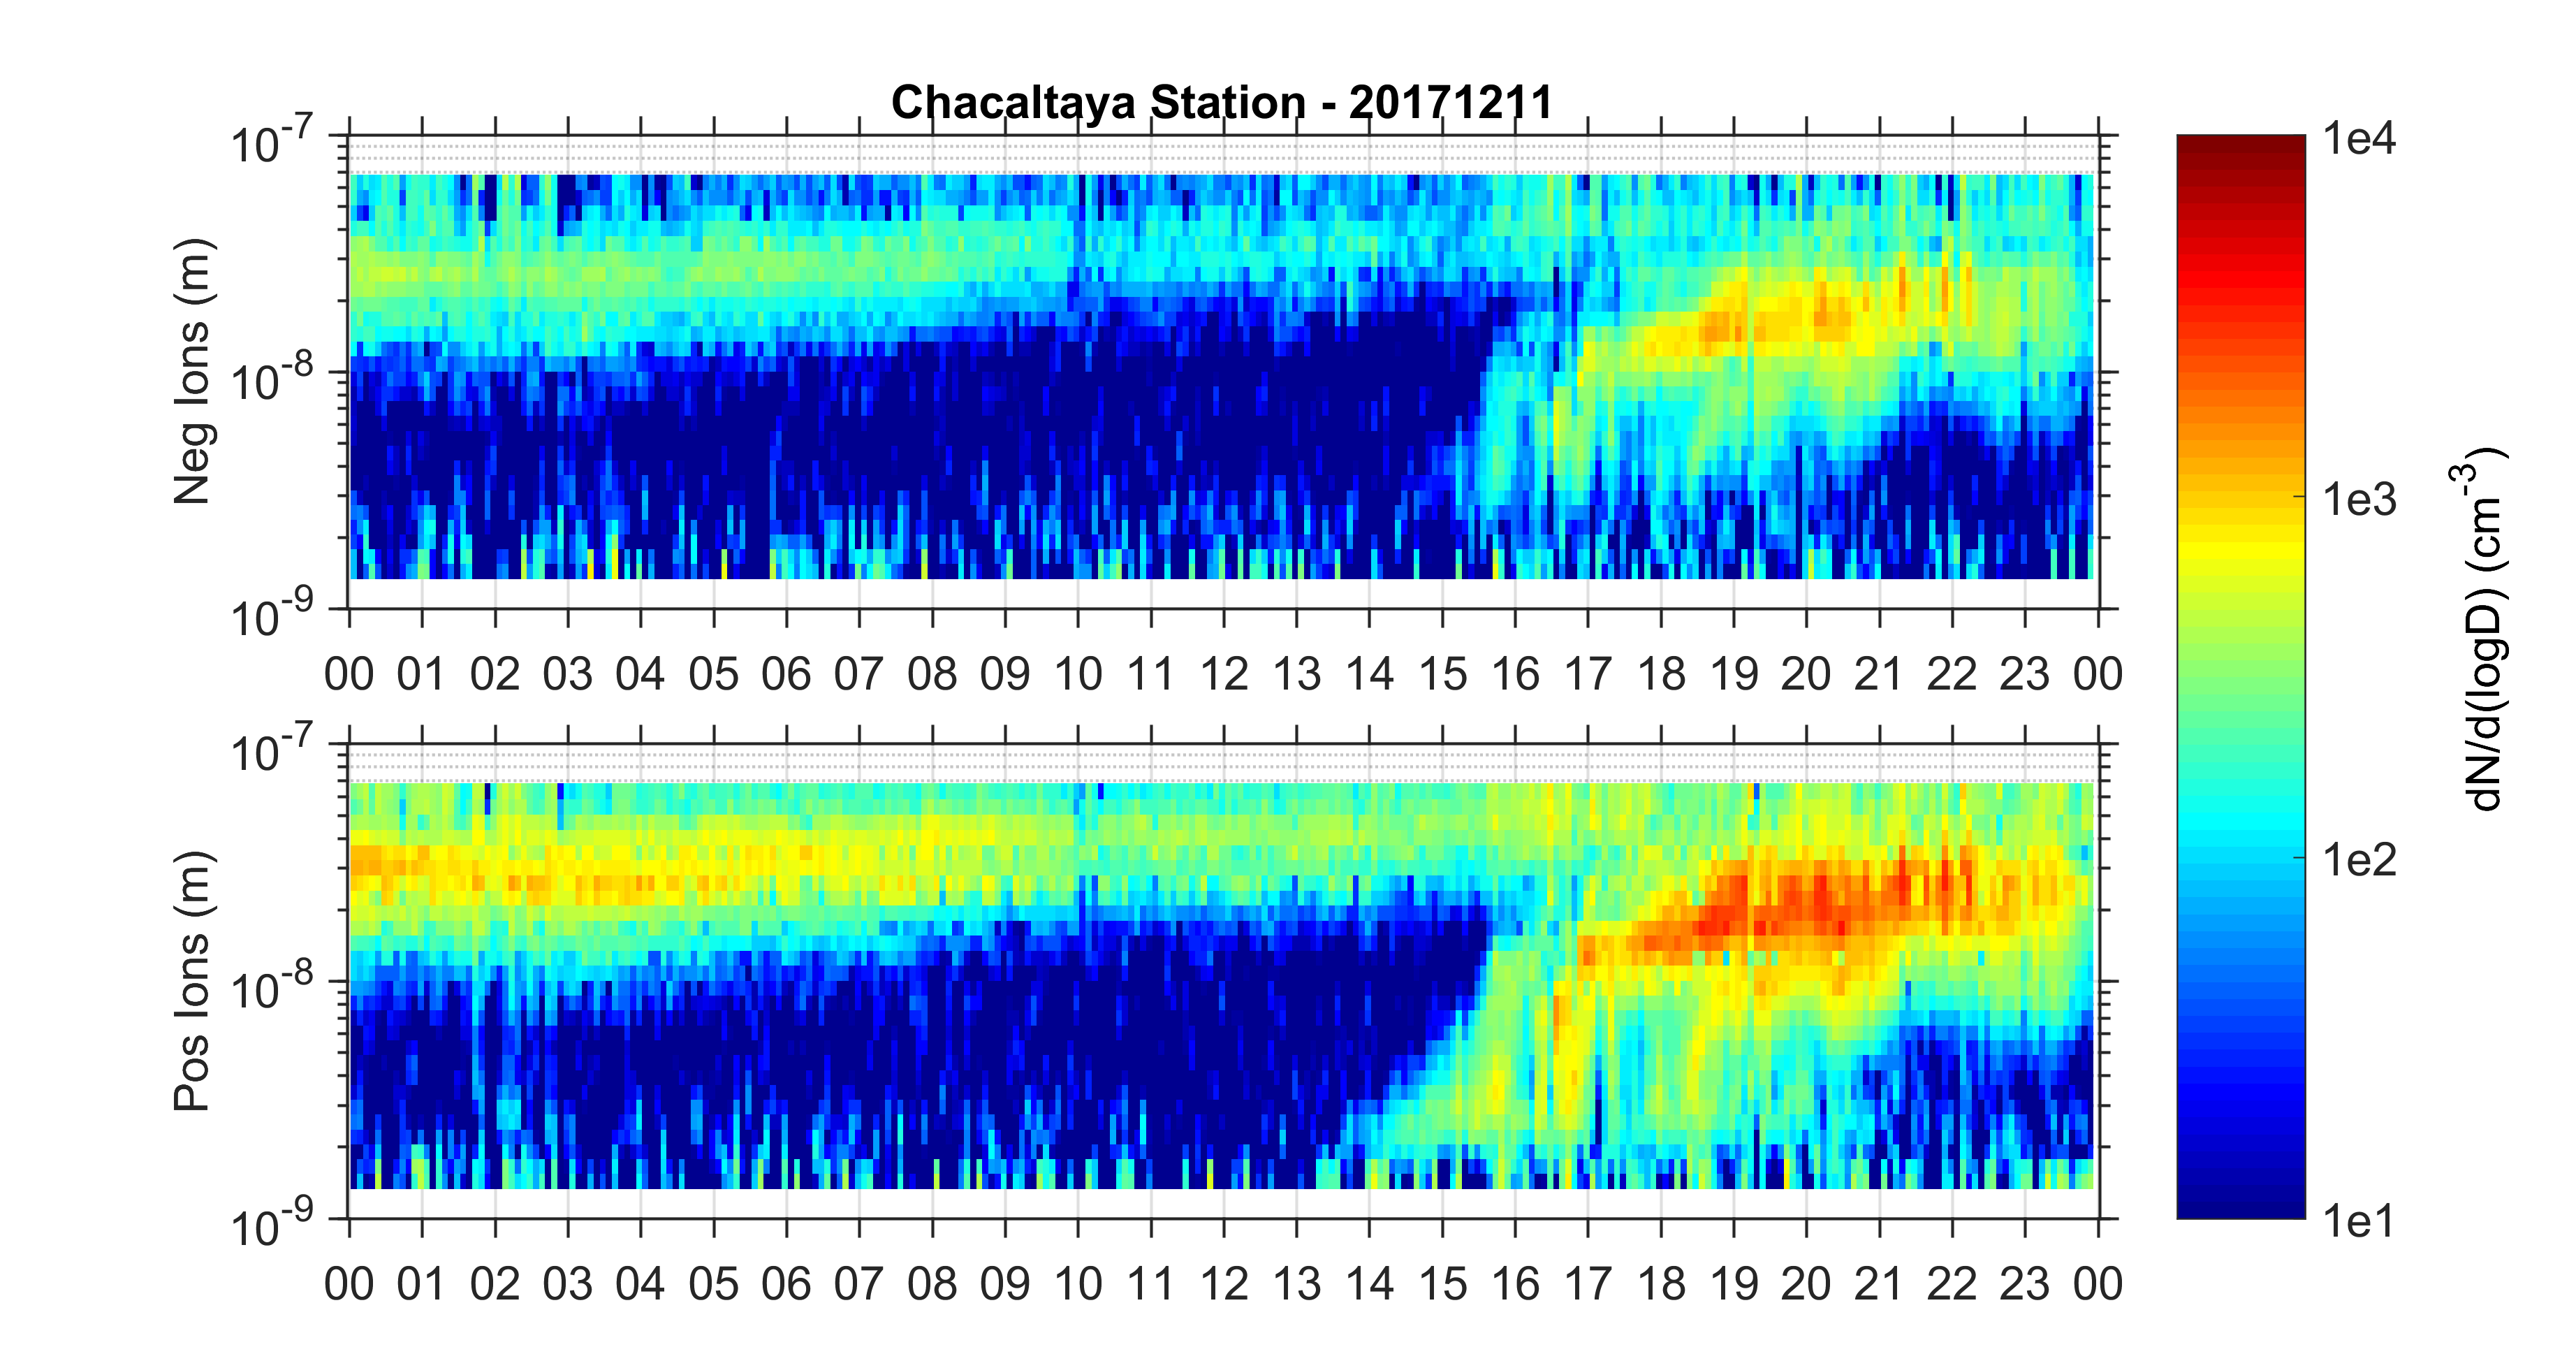 Chacaltaya Station - 20171211
10⁻⁷
10⁻⁸
10⁻⁹
Neg Ions (m)
00 01 02 03 04 05 06 07 08 09 10 11 12 13 14 15 16 17 18 19 20 21 22 23 00
10⁻⁷
10⁻⁸
10⁻⁹
Pos Ions (m)
00 01 02 03 04 05 06 07 08 09 10 11 12 13 14 15 16 17 18 19 20 21 22 23 00
1e4
1e3
1e2
1e1
dN/d(logD) (cm⁻³)